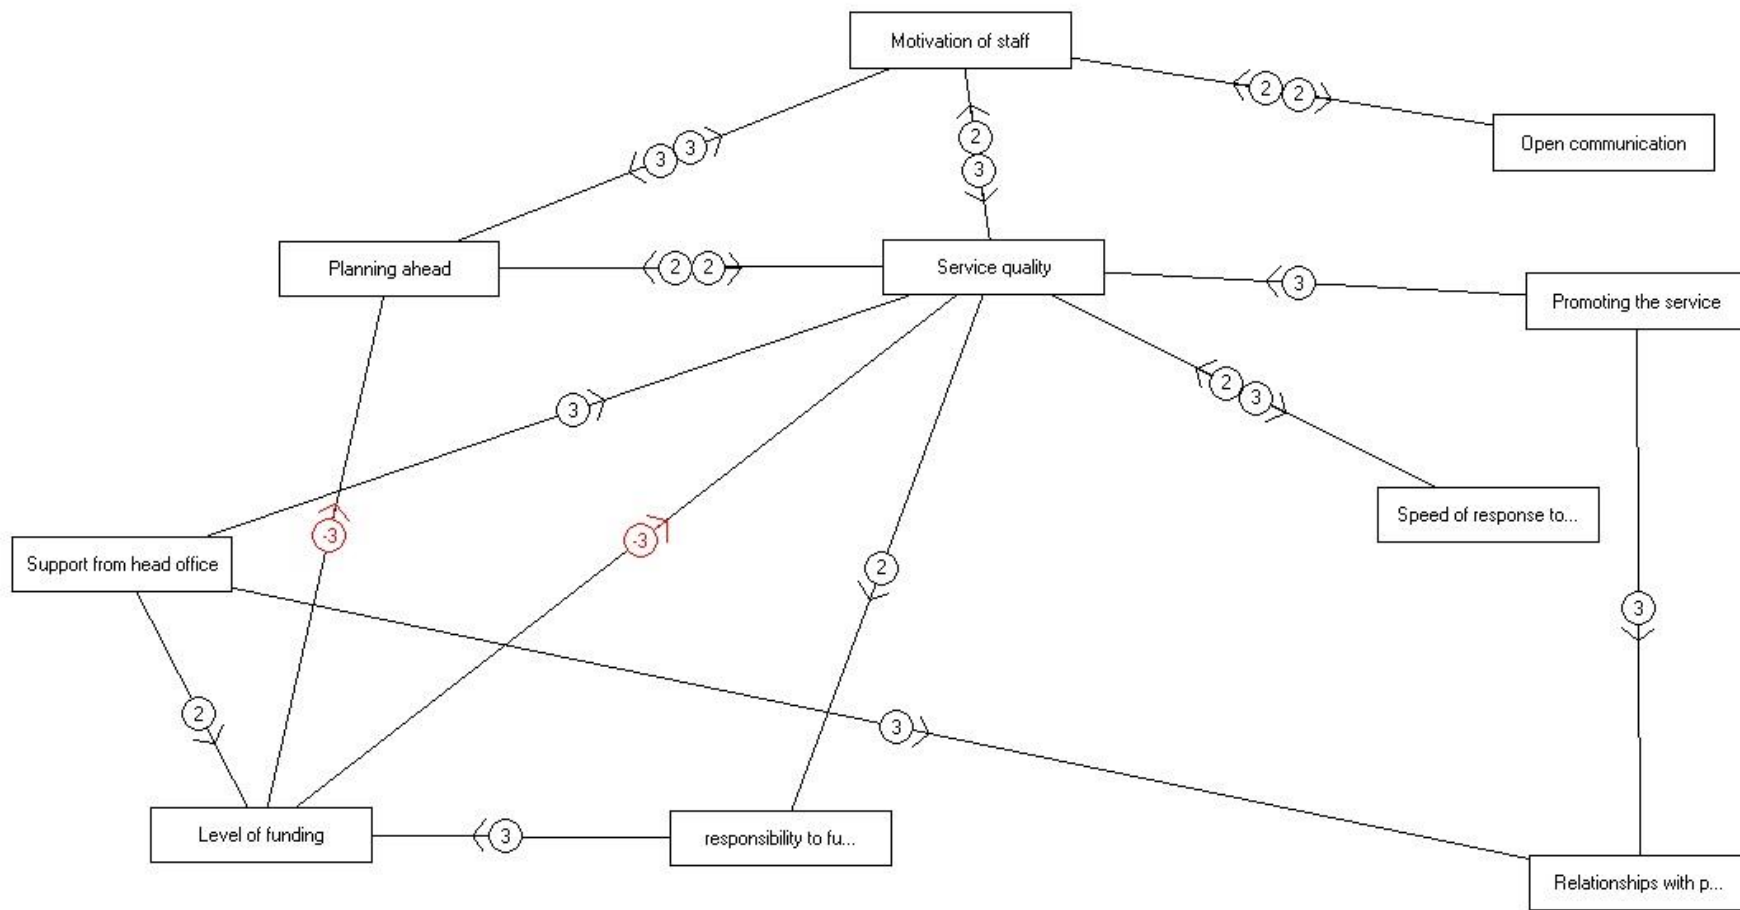 Motivation of staff
2 2
Open communication
2
3 3
3
Planning ahead
2 2
Service quality
3
Promoting the service
2
3
3
Speed of response to...
-3
-3
Support from head office
2
3
2
3
Level of funding
3
responsibility to fu...
Relationships with p...